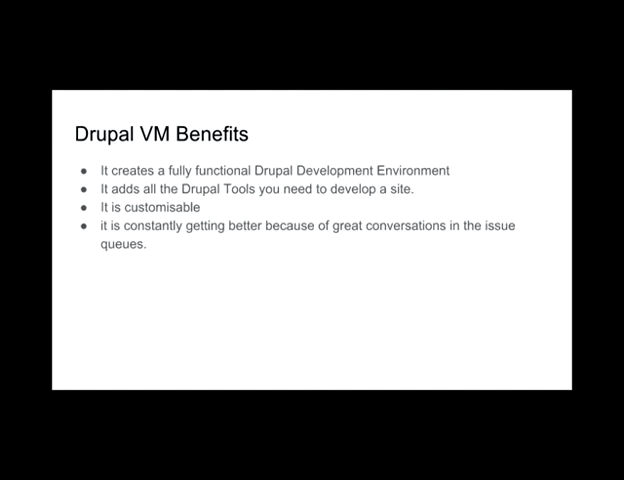 Drupal VM Benefits
● It creates a fully functional Drupal Development Environment
● It adds all the Drupal Tools you need to develop a site.
● It is customisable
● it is constantly getting better because of great conversations in the issue
queues.